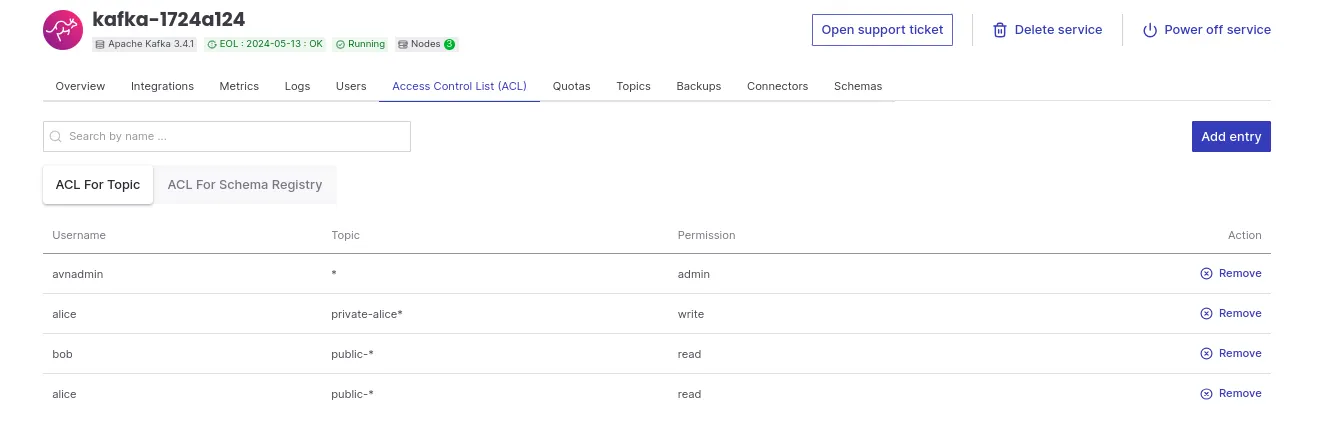 kafka-1724a124
Apache Kafka 3.4.1 EOL : 2024-05-13 : OK Running Nodes 3
Open support ticket Delete service Power off service
Overview Integrations Metrics Logs Users Access Control List (ACL) Quotas Topics Backups Connectors Schemas
Search by name ... Add entry
ACL For Topic ACL For Schema Registry
Username Topic Permission Action
avnadmin * admin Remove
alice private-alice* write Remove
bob public-* read Remove
alice public-* read Remove